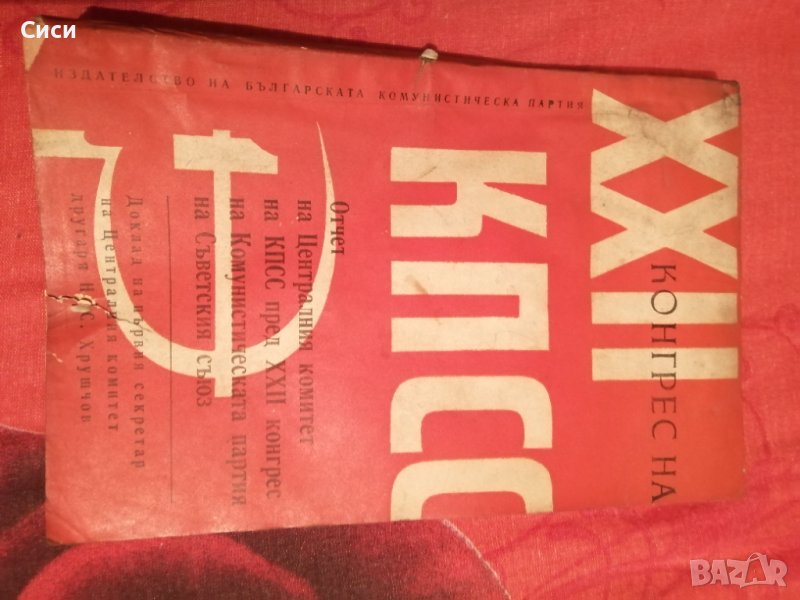 Сиси
XXII
КОНГРЕС НА
КПСС
Отчет
на Централния комитет
на КПСС пред XXII конгрес
на Комунистическата партия
на Съветския съюз
Доклад на първия секретар
на Централния комитет
другаря Н. С. Хрушчов
ИЗДАТЕЛСТВО НА БЪЛГАРСКАТА КОМУНИСТИЧЕСКА ПАРТИЯ
BAZAR